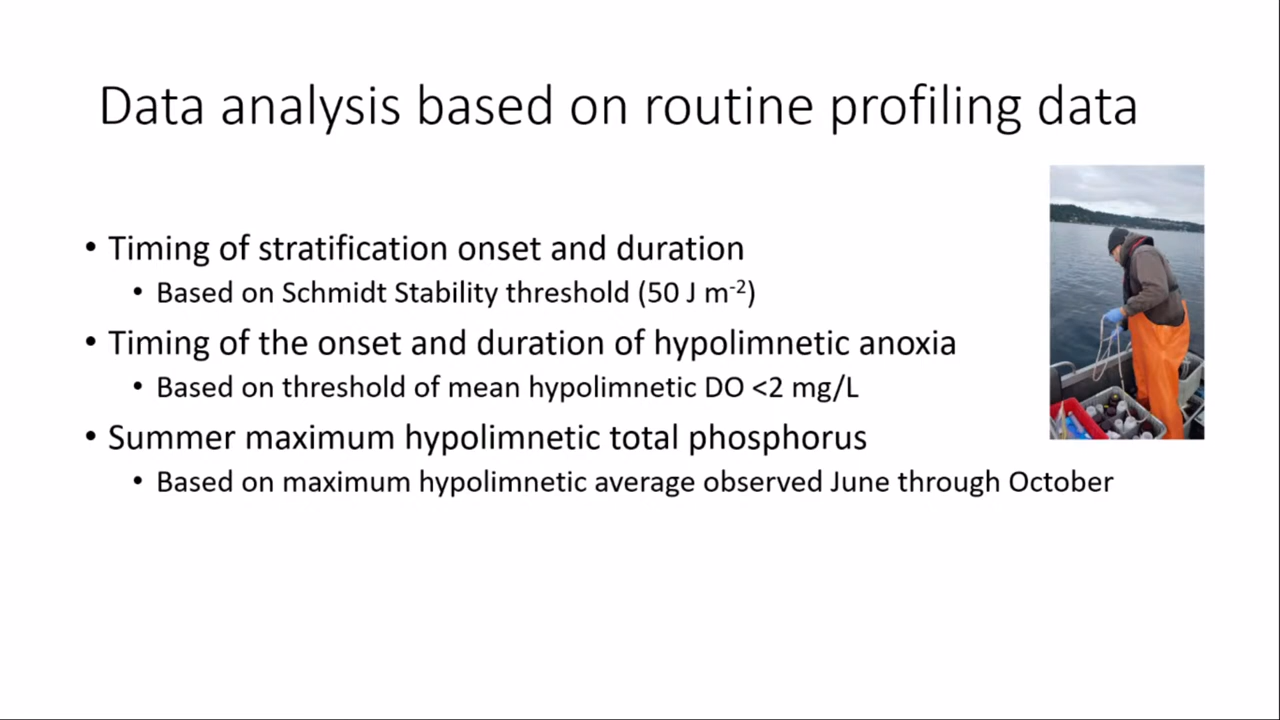 Data analysis based on routine profiling data
• Timing of stratification onset and duration
• Based on Schmidt Stability threshold (50 J m⁻²)
• Timing of the onset and duration of hypolimnetic anoxia
• Based on threshold of mean hypolimnetic DO <2 mg/L
• Summer maximum hypolimnetic total phosphorus
• Based on maximum hypolimnetic average observed June through October